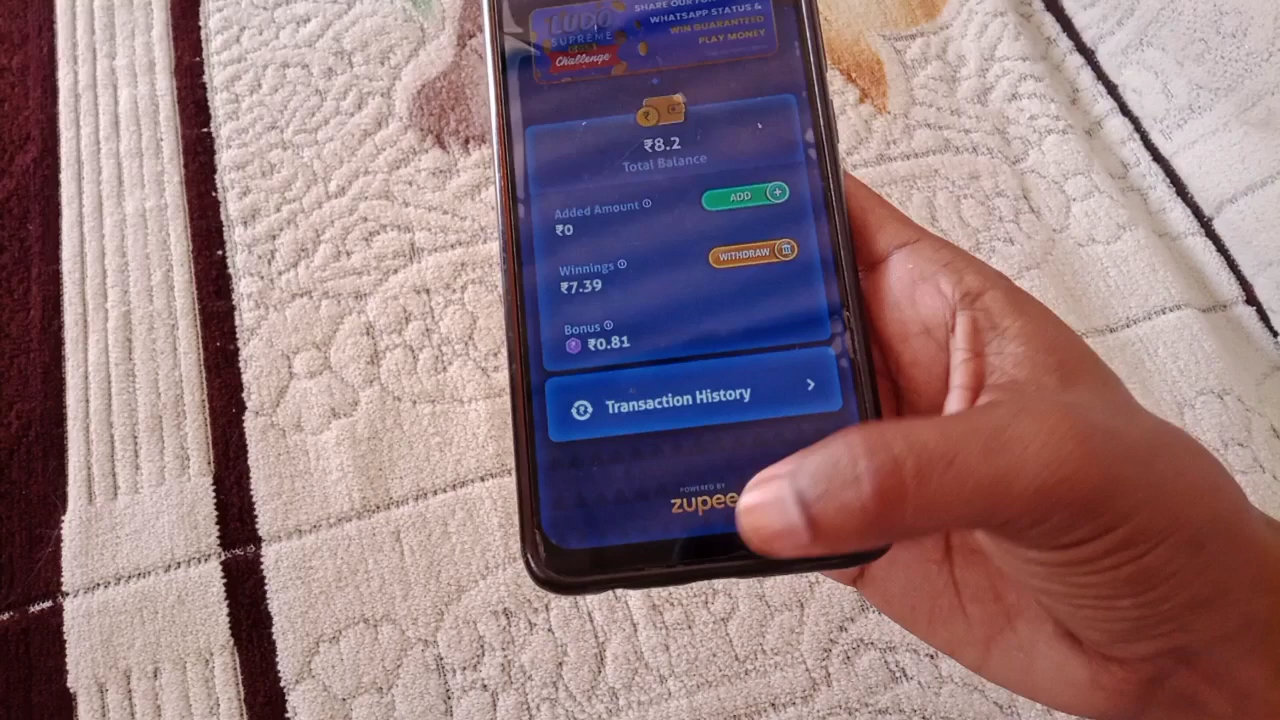 LUDO
SUPREME
GOLD
Challenge
SHARE OUR
WHATSAPP STATUS &
WIN GUARANTEED
PLAY MONEY
₹8.2
Total Balance
Added Amount
₹0
ADD
Winnings
₹7.39
WITHDRAW
Bonus
₹0.81
Transaction History
POWERED BY
zupee